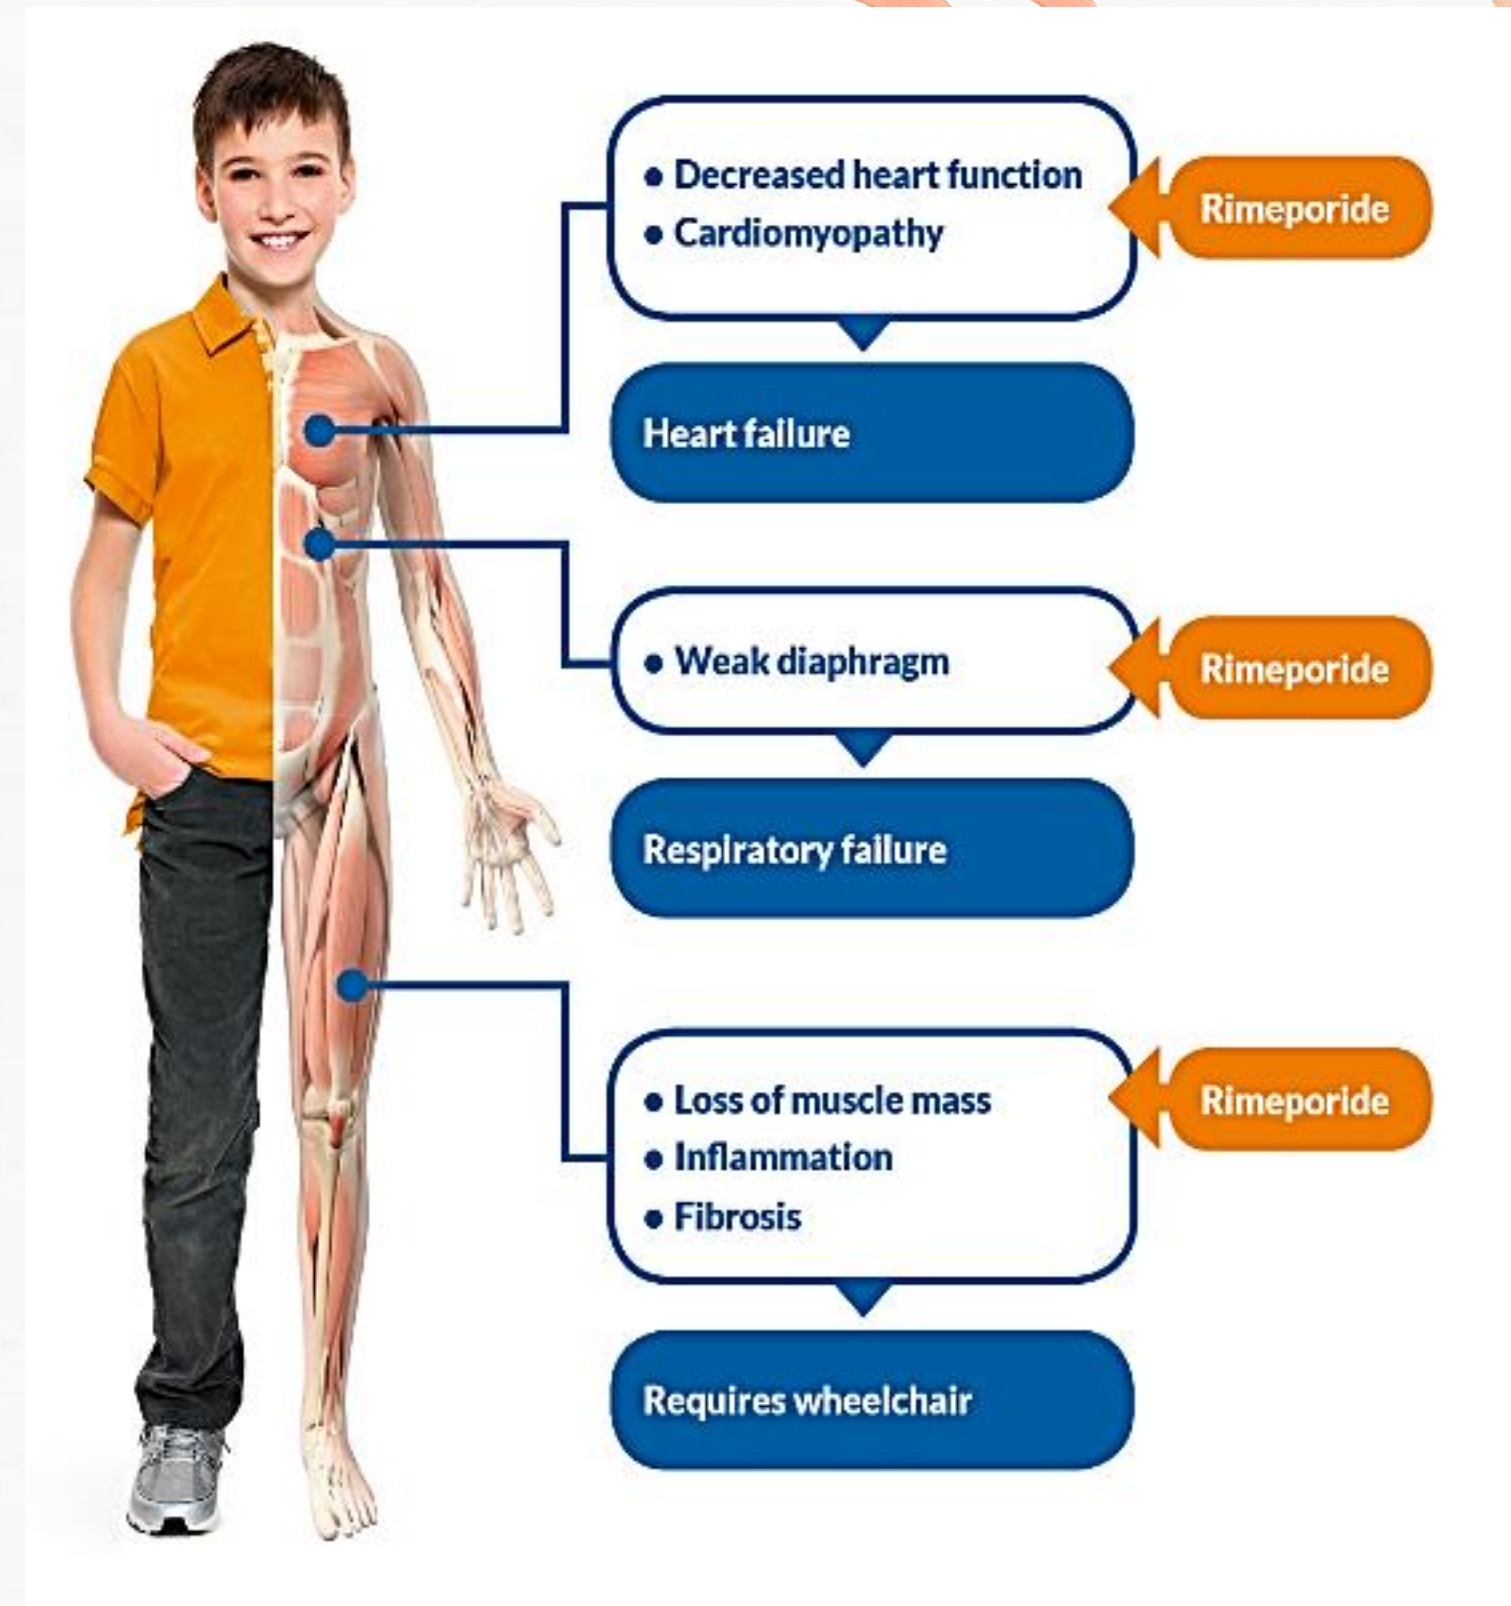 • Decreased heart function
• Cardiomyopathy
Rimeporide
Heart failure
• Weak diaphragm
Rimeporide
Respiratory failure
• Loss of muscle mass
• Inflammation
• Fibrosis
Rimeporide
Requires wheelchair